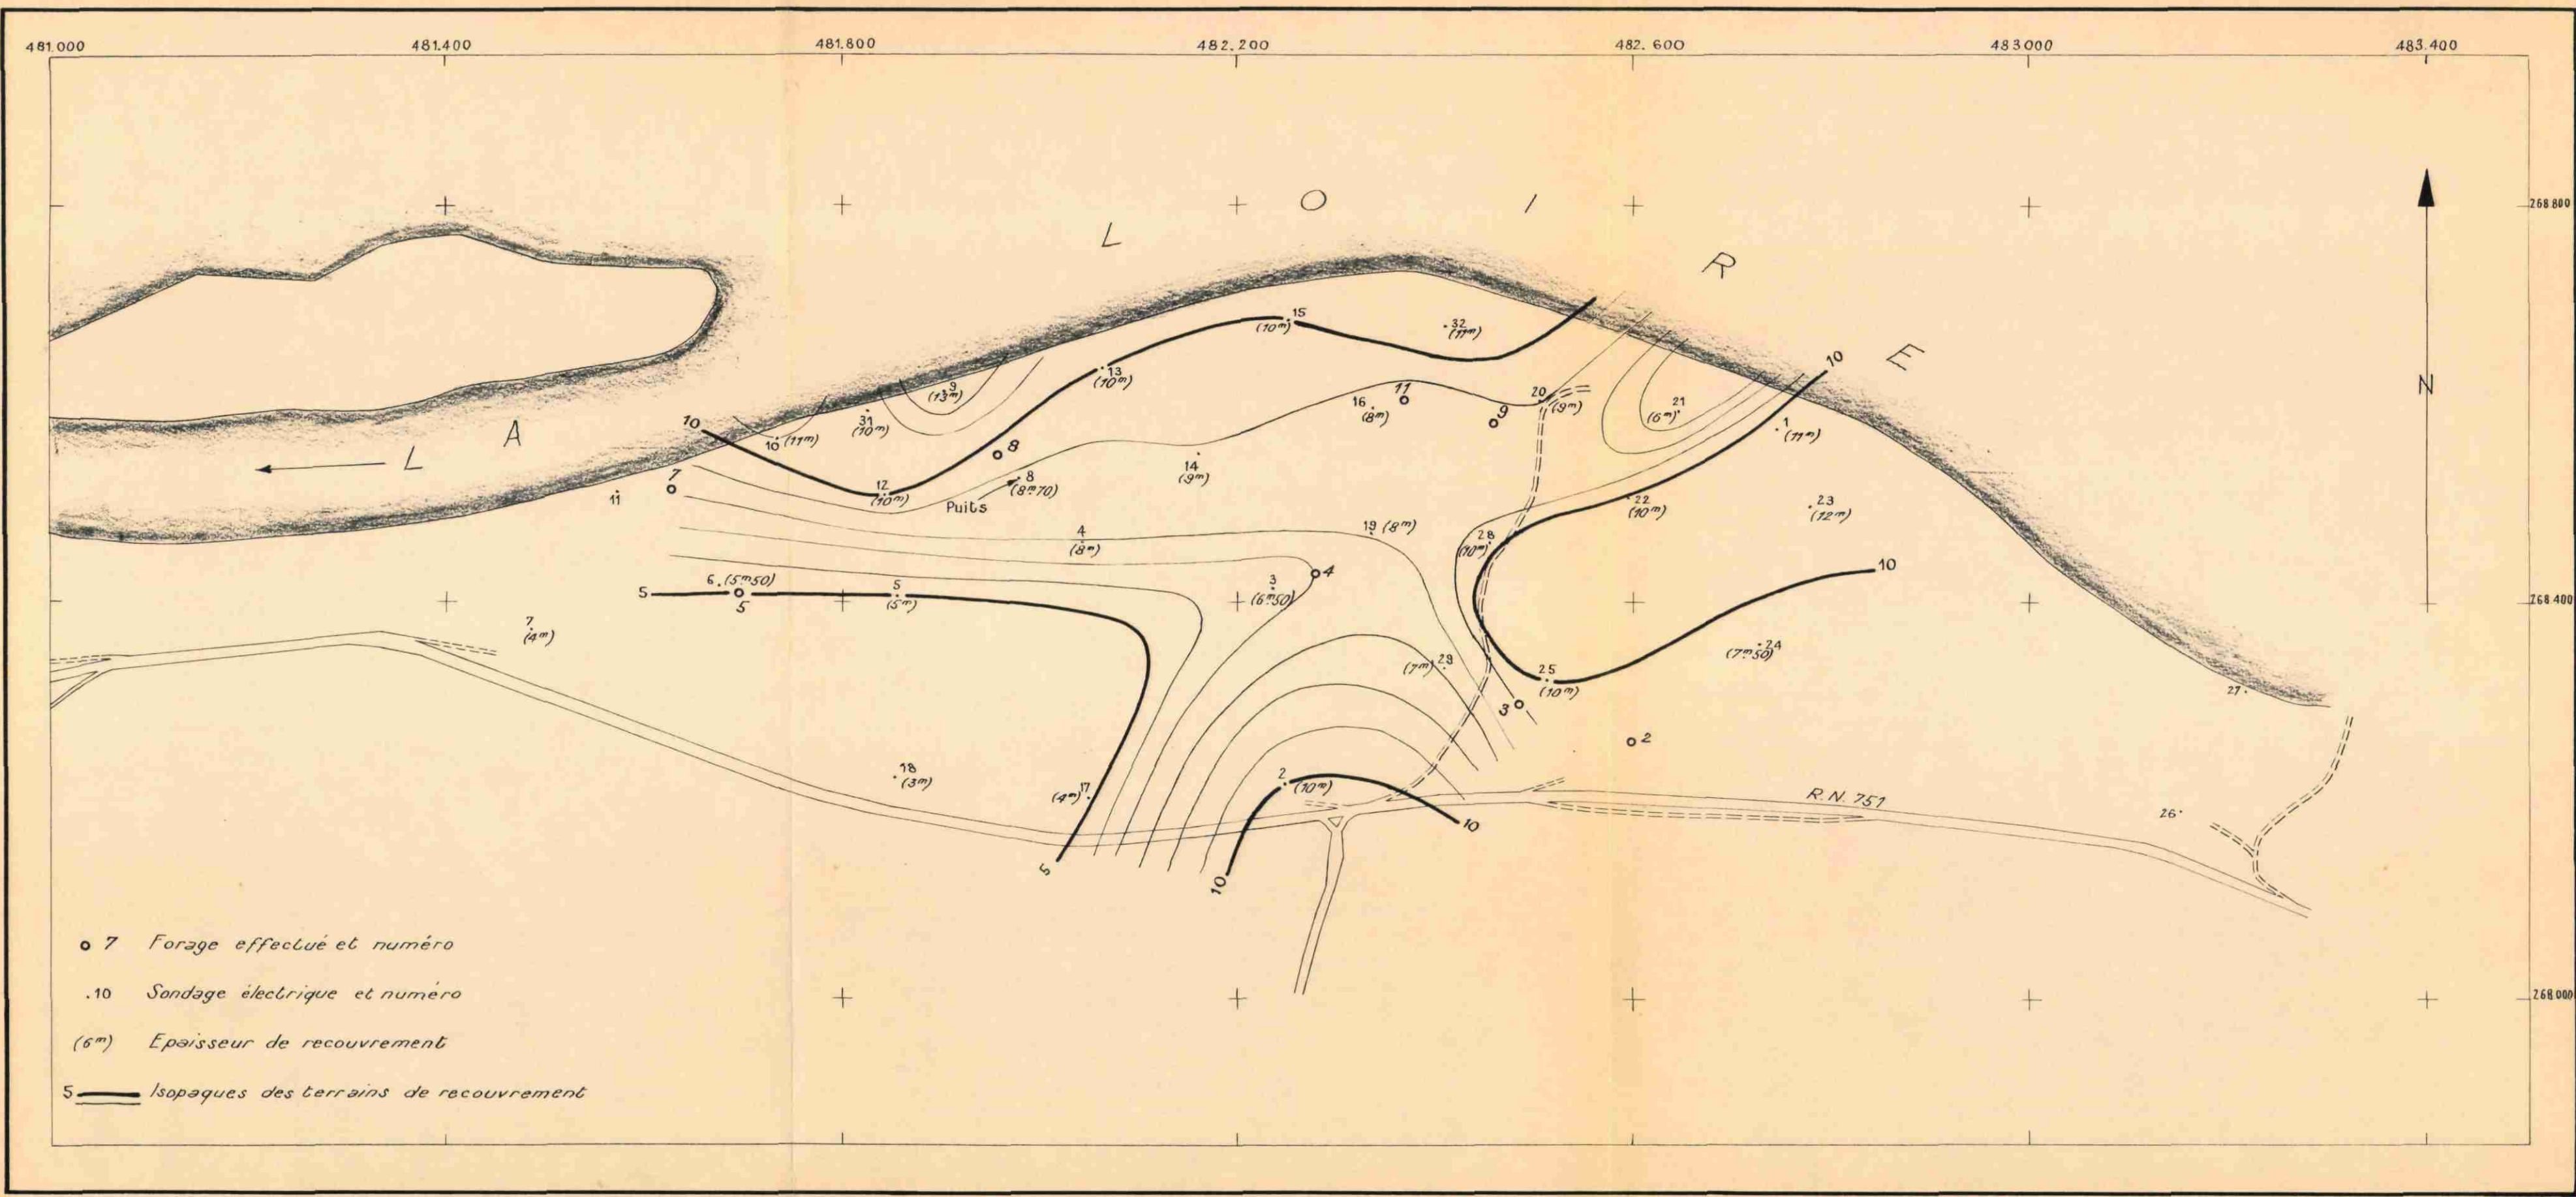 481.000 481.400 481.800 482.200 482.600 483000 483.400
268 800
L O I R E
L A
N
15
(10m)
.32
(11m)
10
13
(10m)
9
(13m)
31
(10m)
10
10 (11m)
11
16
(8m)
9
20
(9m)
21
(6m)
1
(11m)
7
11
12
(10m)
8
Puits
8
(8m70)
14
(9m)
22
(10m)
23
(12m)
4
(8m)
19 (8m)
28
(10m)
10
5
6.(5m50)
5
5
(5m)
3
(6m50)
4
268.400
7
(4m)
(7m) 29
24
(7m50)
25
(10m)
27.
3
2
18
(3m)
(4m) 17
2
(10m)
R.N. 751
26.
10
5
10
7 Forage effectué et numéro
.10 Sondage électrique et numéro
(6m) Epaisseur de recouvrement
5 Isopaques des terrains de recouvrement
268 000